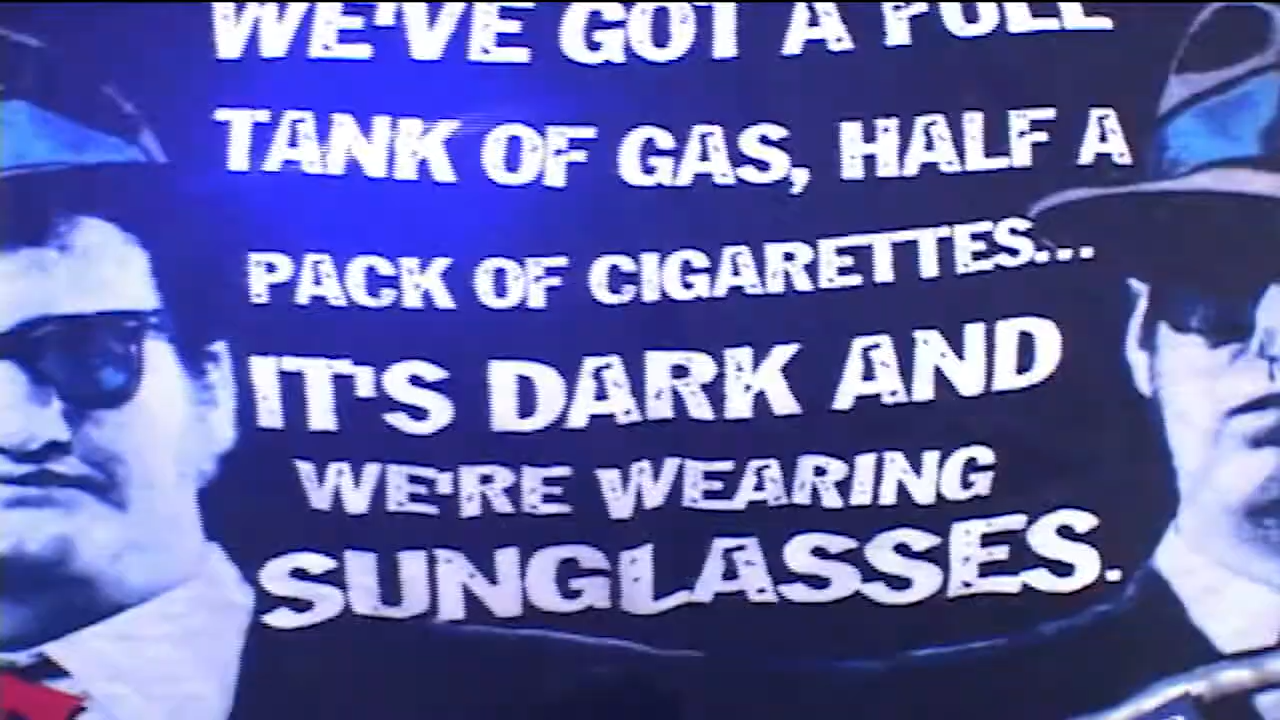 WE'VE GOT A FULL
TANK OF GAS, HALF A
PACK OF CIGARETTES...
IT'S DARK AND
WE'RE WEARING
SUNGLASSES.